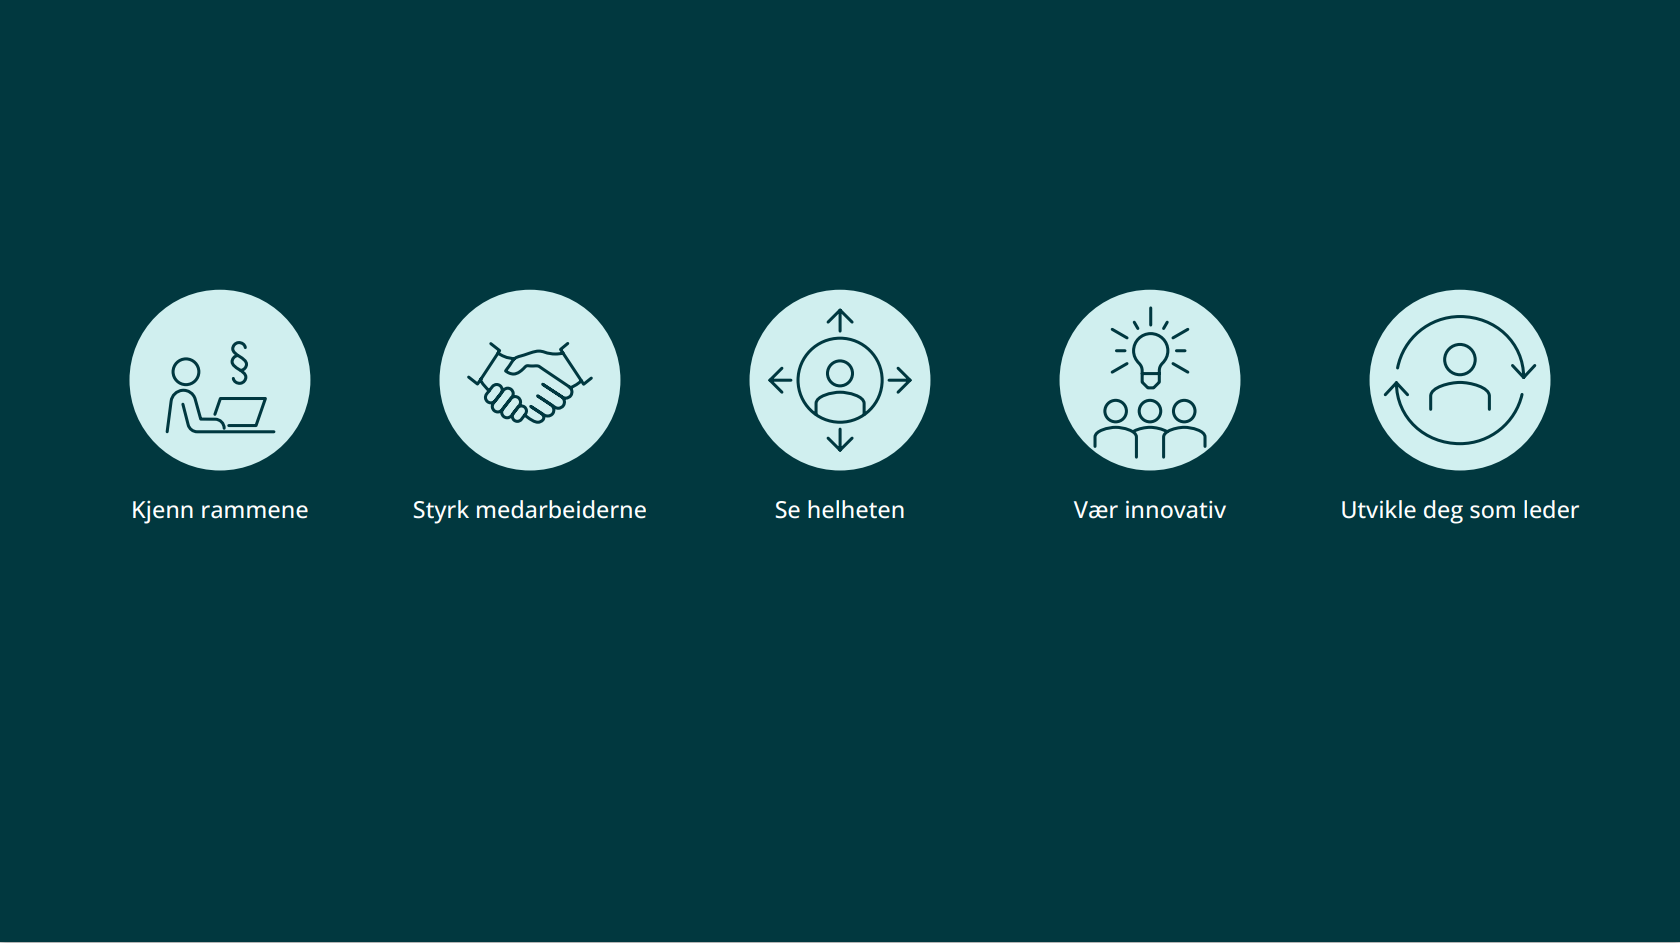 §
Kjenn rammene
Styrk medarbeiderne
Se helheten
Vær innovativ
Utvikle deg som leder